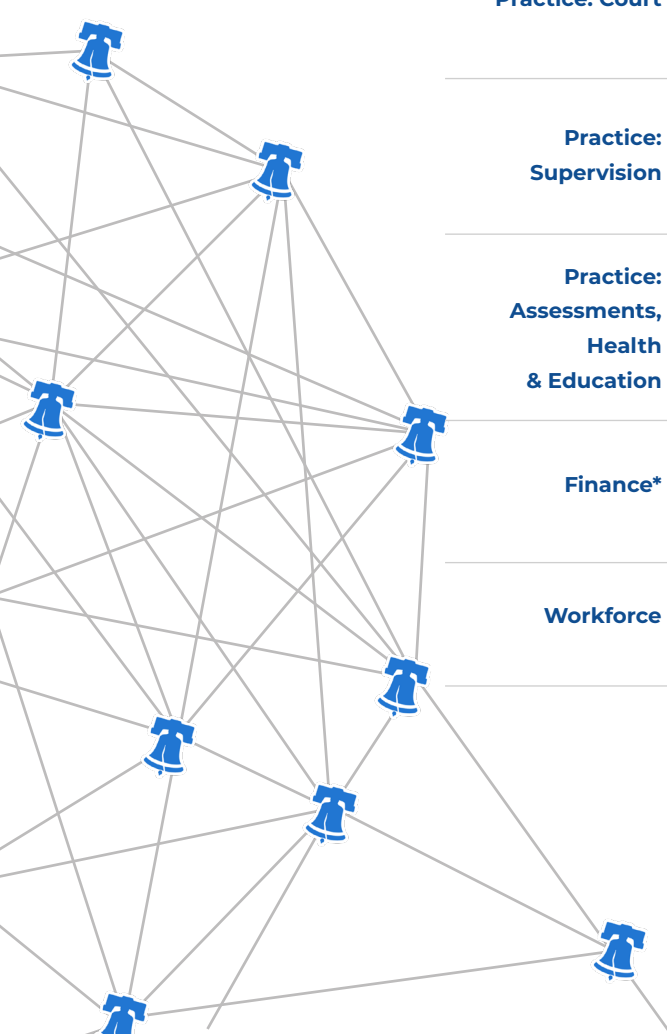 Practice: Court
Practice:
Supervision
Practice:
Assessments,
Health
& Education
Finance*
Workforce